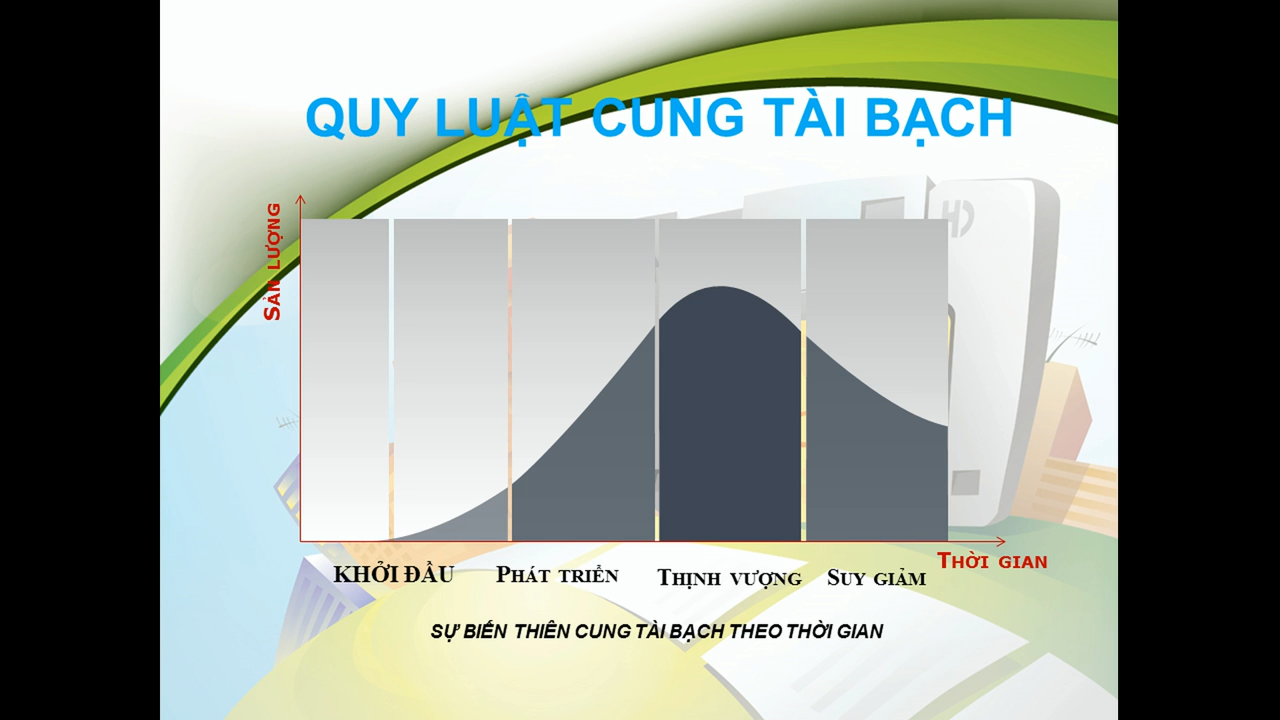 QUY LUẬT CUNG TÀI BẠCH
SẢN LƯỢNG
THỜI GIAN
KHỞI ĐẦU
PHÁT TRIỂN
THỊNH VƯỢNG
SUY GIẢM
SỰ BIẾN THIÊN CUNG TÀI BẠCH THEO THỜI GIAN